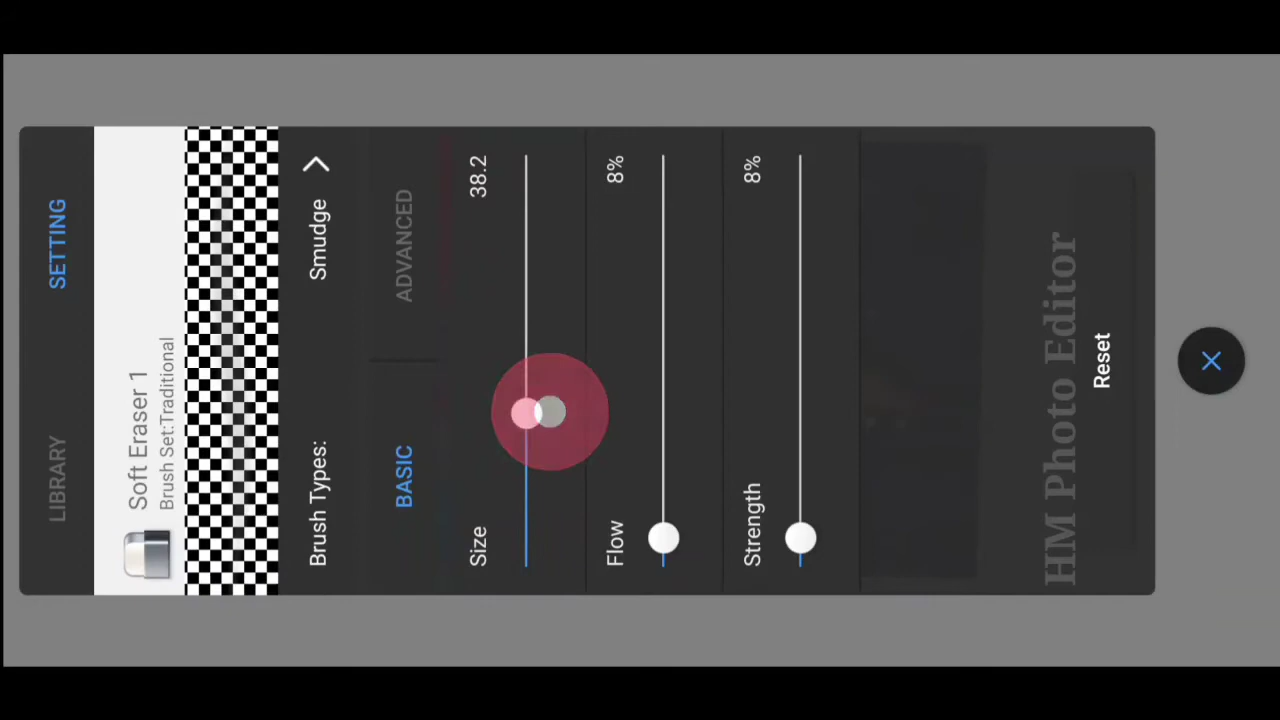 LIBRARY SETTING
Soft Eraser 1
Brush Set:Traditional
Brush Types: Smudge
BASIC ADVANCED
Size 38.2
Flow 8%
Strength 8%
HM Photo Editor
Reset